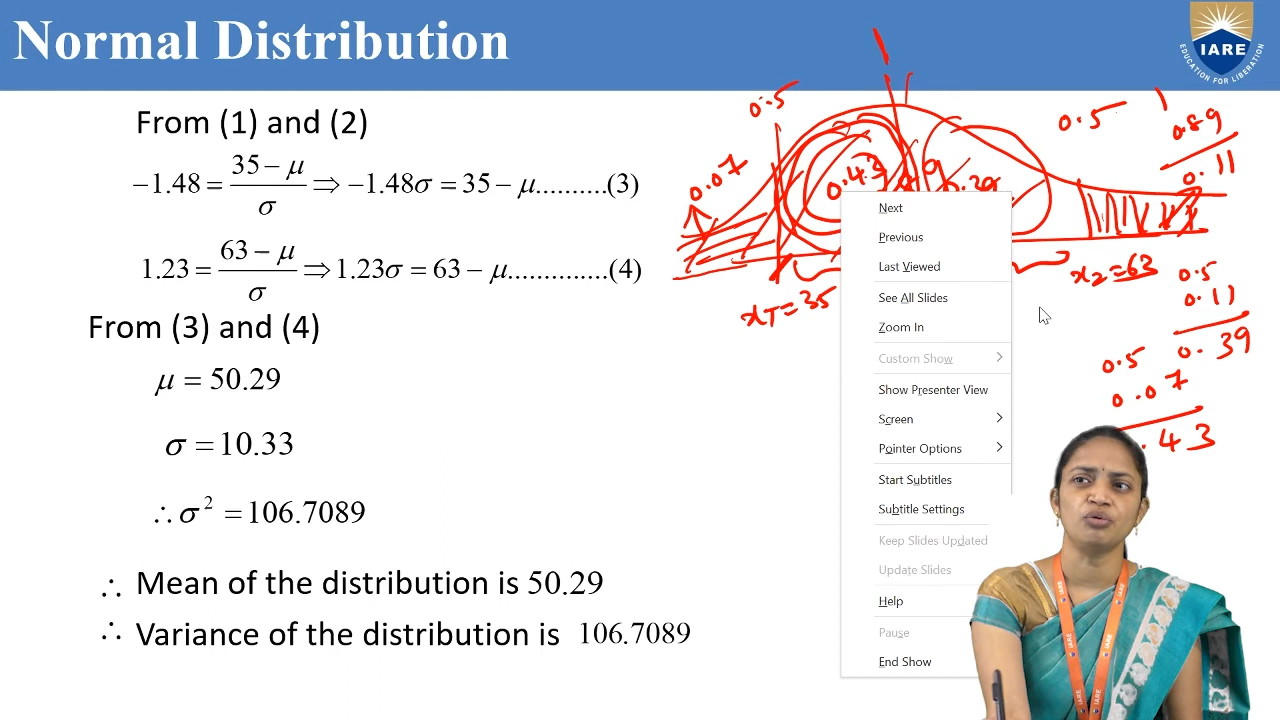 Normal Distribution
IARE
EDUCATION FOR LIBERATION
From (1) and (2)
−1.48 = 35 − μ / σ ⇒ −1.48σ = 35 − μ..........(3)
1.23 = 63 − μ / σ ⇒ 1.23σ = 63 − μ..............(4)
From (3) and (4)
μ = 50.29
σ = 10.33
∴ σ² = 106.7089
∴ Mean of the distribution is 50.29
∴ Variance of the distribution is 106.7089
0.5
0.07
0.43
0.5
0.89
0.11
x₁ = 35
x₂ = 63
0.5
0.11
0.39
0.5
0.07
.43
Next
Previous
Last Viewed
See All Slides
Zoom In
Custom Show
Show Presenter View
Screen
Pointer Options
Start Subtitles
Subtitle Settings
Keep Slides Updated
Update Slides
Help
Pause
End Show
IARE
IARE